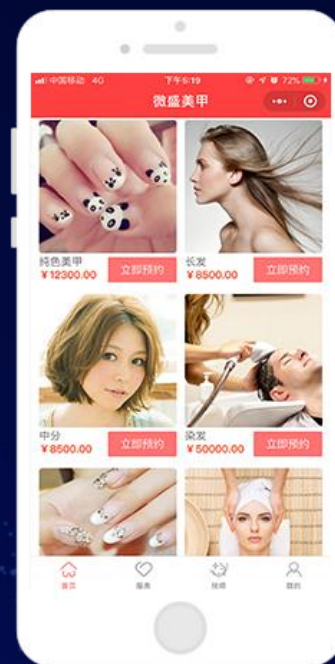 中国移动 4G 下午5:19 72%
微盛美甲
纯色美甲
¥12300.00 立即预约
长发
¥8500.00 立即预约
中分
¥8500.00 立即预约
染发
¥50000.00 立即预约
首页 服务 技师 我的